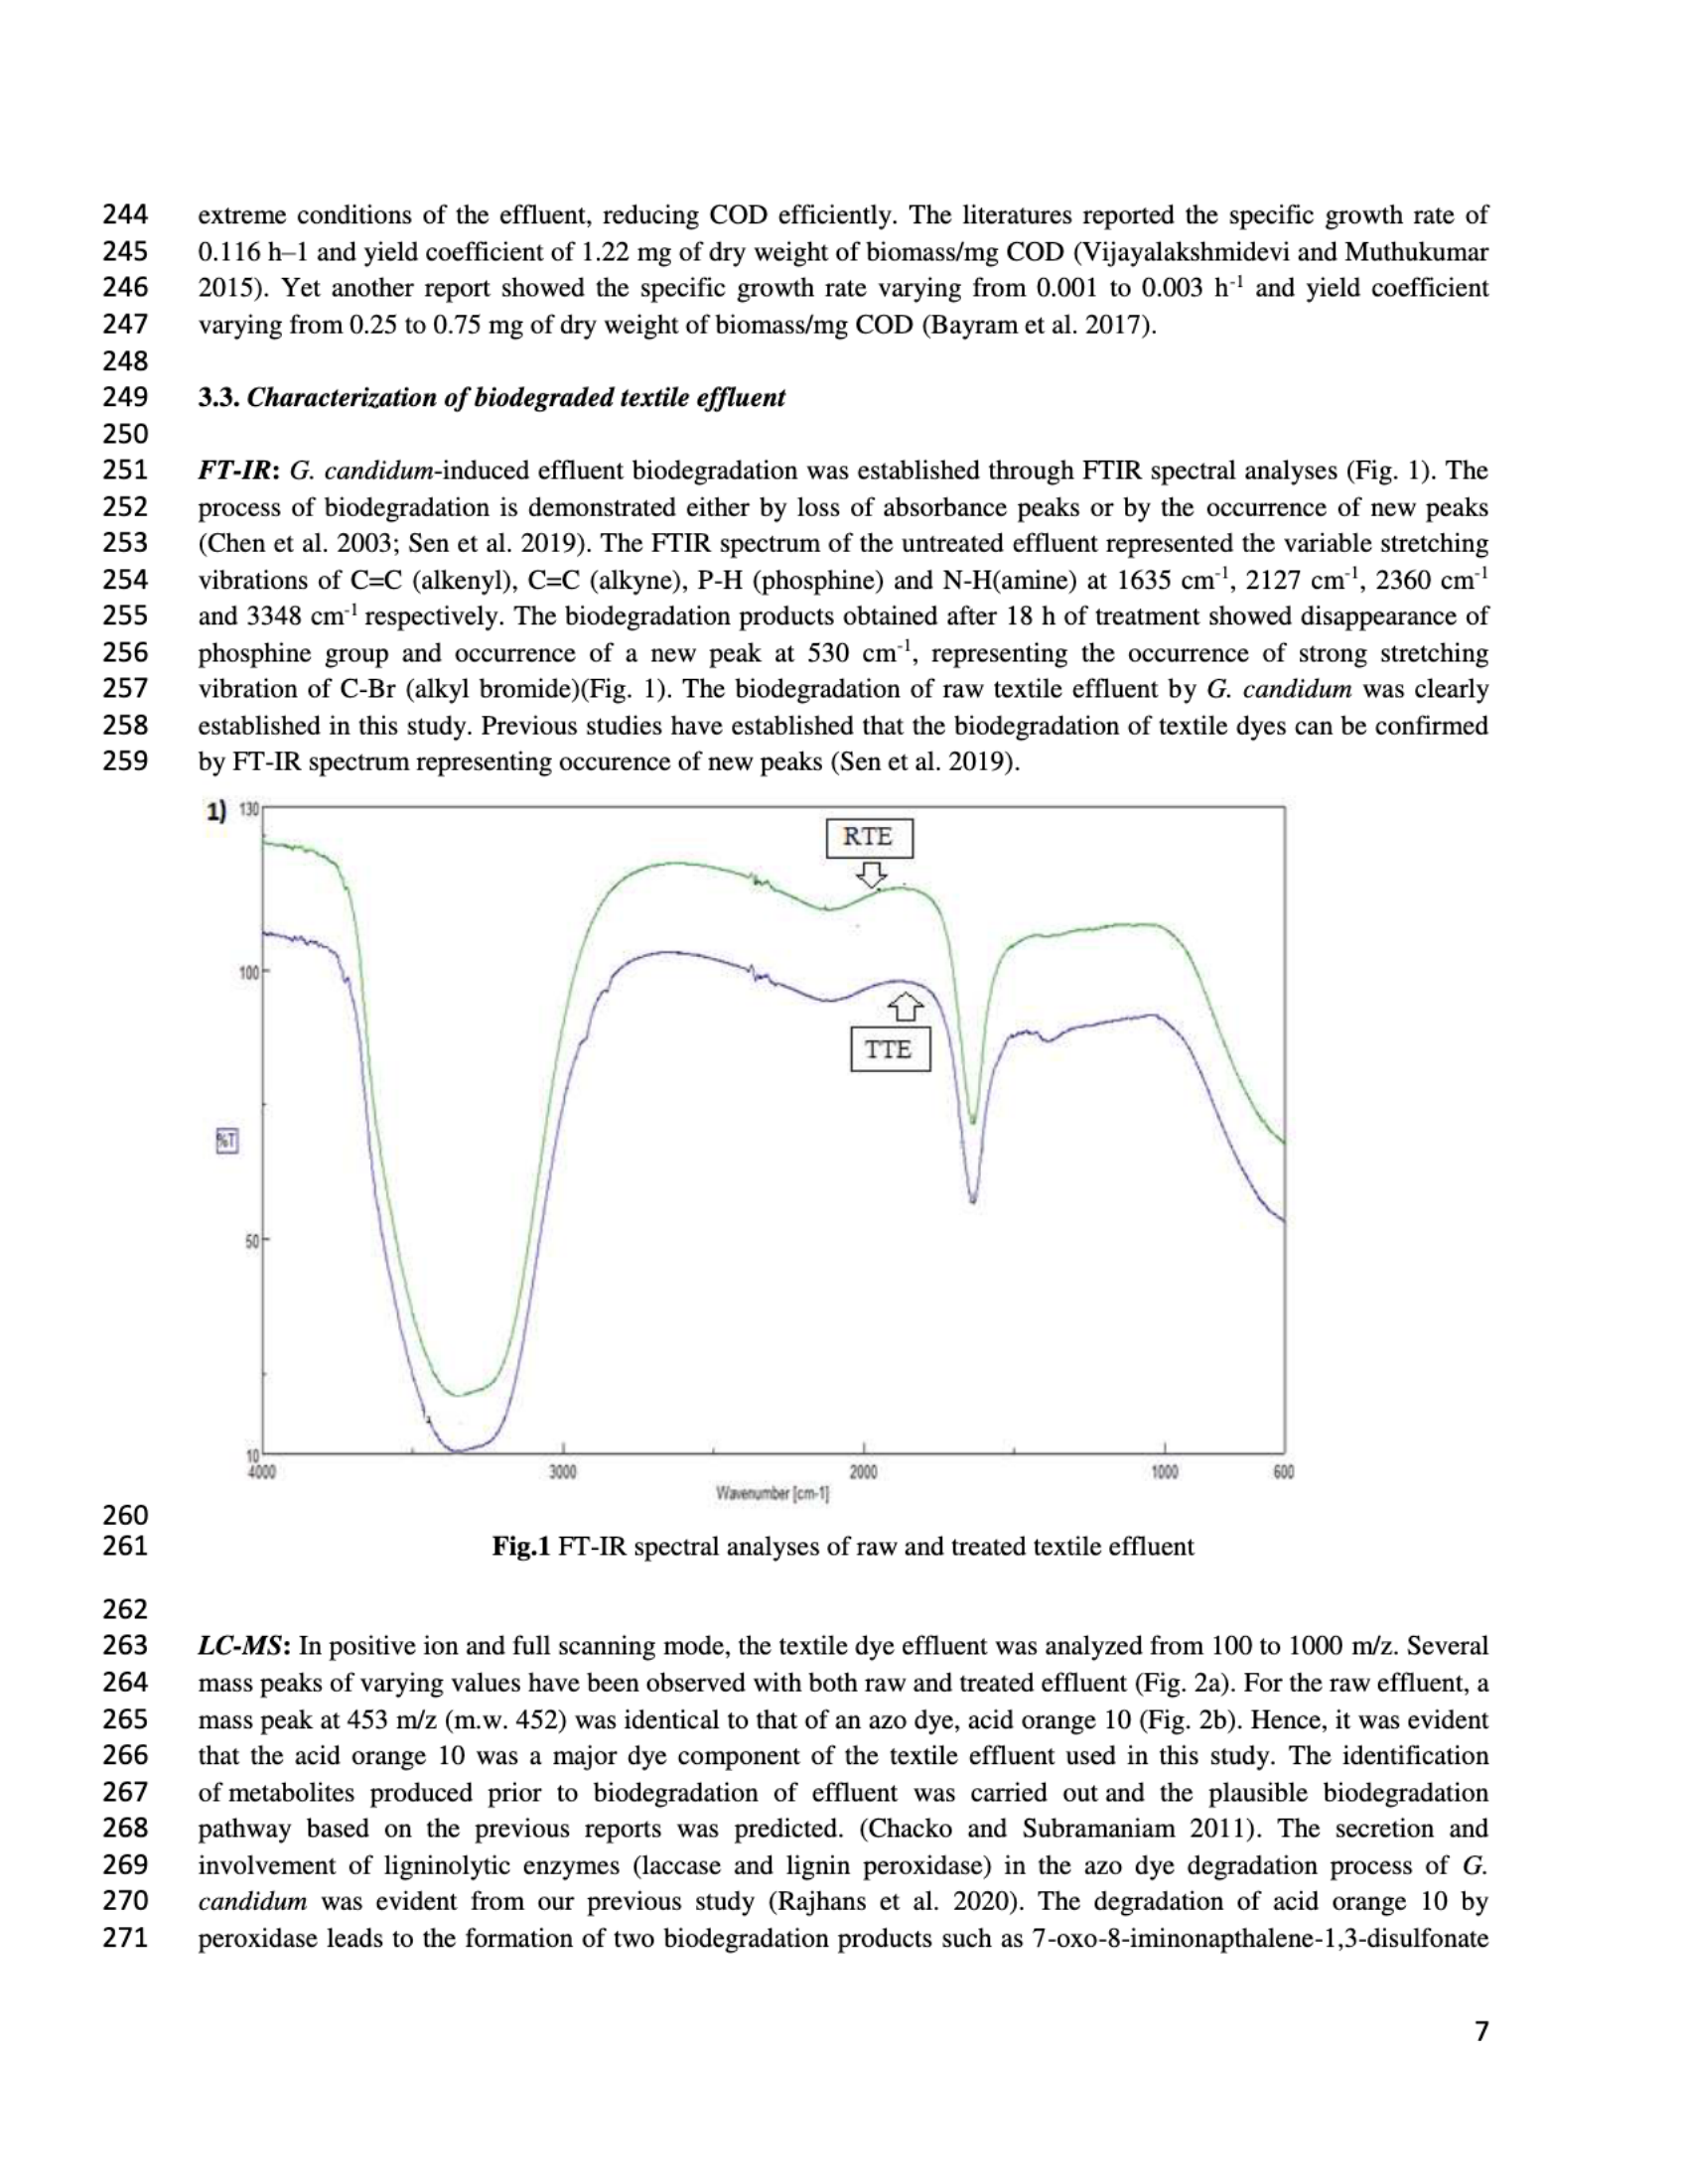 244 extreme conditions of the effluent, reducing COD efficiently. The literatures reported the specific growth rate of
245 0.116 h–1 and yield coefficient of 1.22 mg of dry weight of biomass/mg COD (Vijayalakshmidevi and Muthukumar
246 2015). Yet another report showed the specific growth rate varying from 0.001 to 0.003 h-1 and yield coefficient
247 varying from 0.25 to 0.75 mg of dry weight of biomass/mg COD (Bayram et al. 2017).
248
249 3.3. Characterization of biodegraded textile effluent
250
251 FT-IR: G. candidum-induced effluent biodegradation was established through FTIR spectral analyses (Fig. 1). The
252 process of biodegradation is demonstrated either by loss of absorbance peaks or by the occurrence of new peaks
253 (Chen et al. 2003; Sen et al. 2019). The FTIR spectrum of the untreated effluent represented the variable stretching
254 vibrations of C=C (alkenyl), C=C (alkyne), P-H (phosphine) and N-H(amine) at 1635 cm-1, 2127 cm-1, 2360 cm-1
255 and 3348 cm-1 respectively. The biodegradation products obtained after 18 h of treatment showed disappearance of
256 phosphine group and occurrence of a new peak at 530 cm-1, representing the occurrence of strong stretching
257 vibration of C-Br (alkyl bromide)(Fig. 1). The biodegradation of raw textile effluent by G. candidum was clearly
258 established in this study. Previous studies have established that the biodegradation of textile dyes can be confirmed
259 by FT-IR spectrum representing occurence of new peaks (Sen et al. 2019).
1) 130
RTE
100
TTE
%T
50
10
4000 3000 2000 1000 600
Wavenumber [cm-1]
260
261 Fig.1 FT-IR spectral analyses of raw and treated textile effluent
262
263 LC-MS: In positive ion and full scanning mode, the textile dye effluent was analyzed from 100 to 1000 m/z. Several
264 mass peaks of varying values have been observed with both raw and treated effluent (Fig. 2a). For the raw effluent, a
265 mass peak at 453 m/z (m.w. 452) was identical to that of an azo dye, acid orange 10 (Fig. 2b). Hence, it was evident
266 that the acid orange 10 was a major dye component of the textile effluent used in this study. The identification
267 of metabolites produced prior to biodegradation of effluent was carried out and the plausible biodegradation
268 pathway based on the previous reports was predicted. (Chacko and Subramaniam 2011). The secretion and
269 involvement of ligninolytic enzymes (laccase and lignin peroxidase) in the azo dye degradation process of G.
270 candidum was evident from our previous study (Rajhans et al. 2020). The degradation of acid orange 10 by
271 peroxidase leads to the formation of two biodegradation products such as 7-oxo-8-iminonapthalene-1,3-disulfonate
7